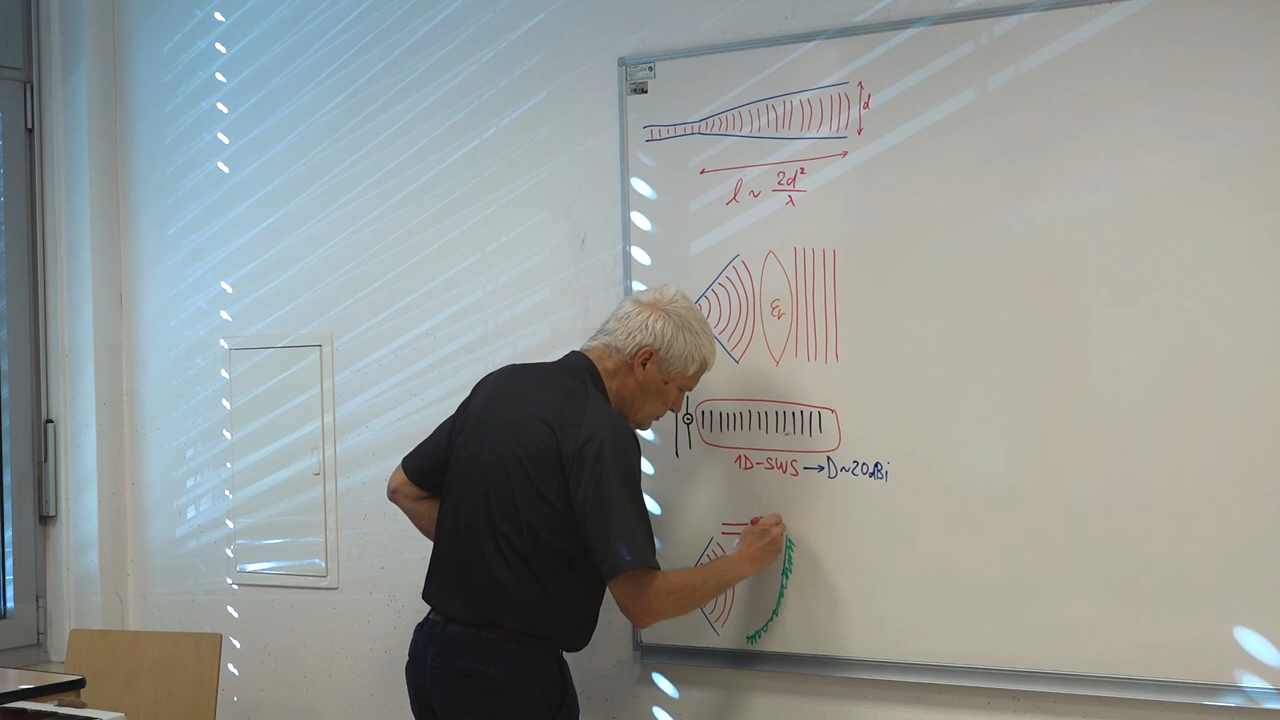 d
l ~ 2d²/λ
εr
1D-SWS → D~20dBi